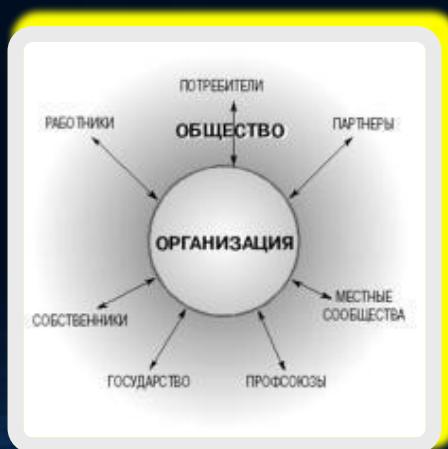 ПОТРЕБИТЕЛИ
РАБОТНИКИ
ОБЩЕСТВО
ПАРТНЕРЫ
ОРГАНИЗАЦИЯ
МЕСТНЫЕ
СООБЩЕСТВА
СОБСТВЕННИКИ
ГОСУДАРСТВО
ПРОФСОЮЗЫ